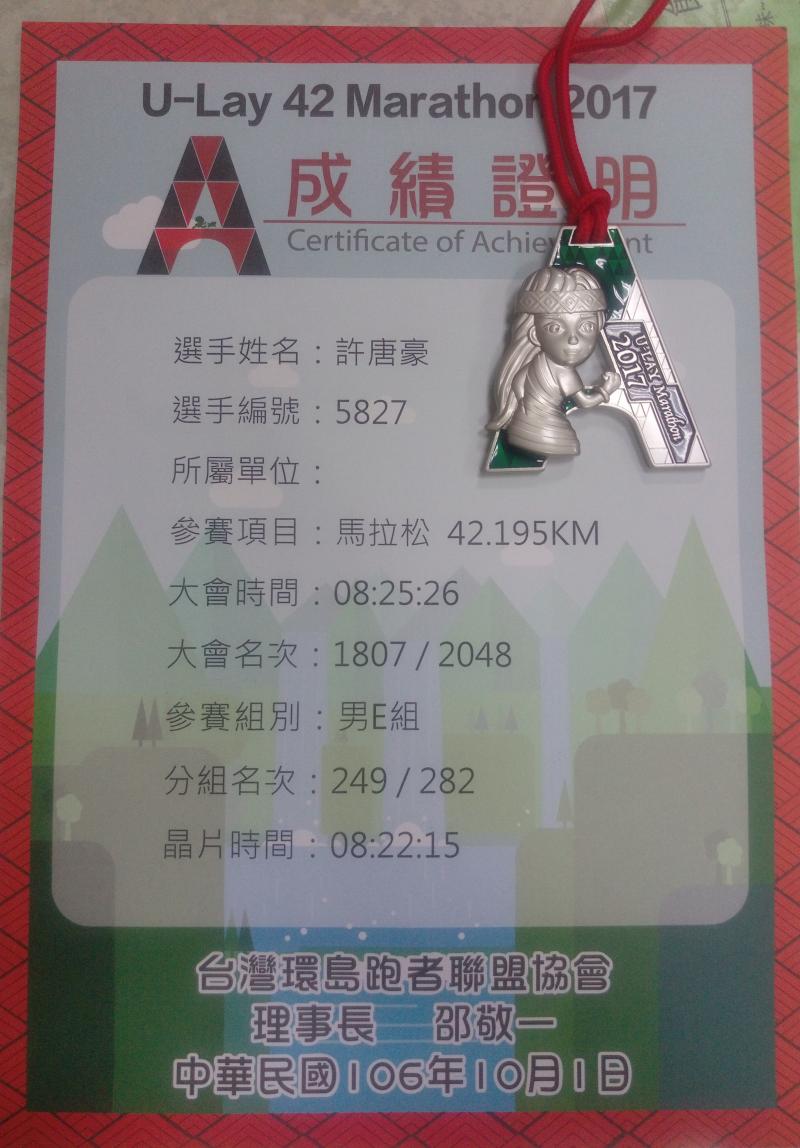 U-Lay 42 Marathon 2017
成績證明
Certificate of Achievement
選手姓名：許唐豪
選手編號：5827
所屬單位：
參賽項目：馬拉松 42.195KM
大會時間：08:25:26
大會名次：1807 / 2048
參賽組別：男E組
分組名次：249 / 282
晶片時間：08:22:15
U-LAY Marathon
2017
台灣環島跑者聯盟協會
理事長 邵敬一
中華民國106年10月1日